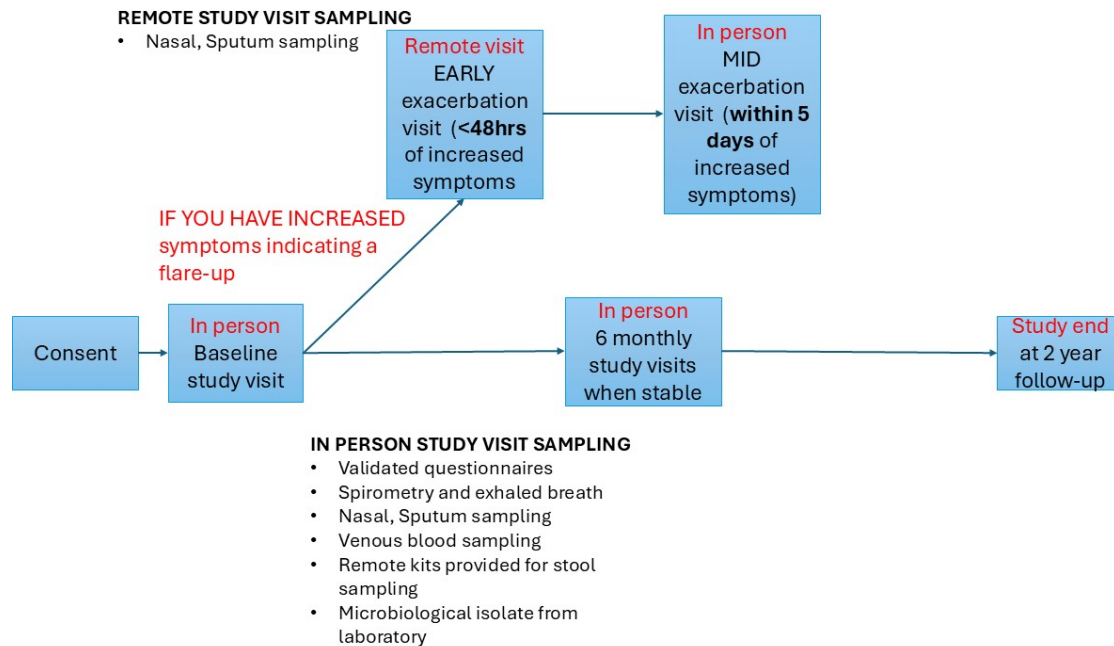 REMOTE STUDY VISIT SAMPLING
• Nasal, Sputum sampling
Remote visit
EARLY
exacerbation
visit (<48hrs
of increased
symptoms
In person
MID
exacerbation
visit (within 5
days of
increased
symptoms)
IF YOU HAVE INCREASED
symptoms indicating a
flare-up
Consent
In person
Baseline
study visit
In person
6 monthly
study visits
when stable
Study end
at 2 year
follow-up
IN PERSON STUDY VISIT SAMPLING
• Validated questionnaires
• Spirometry and exhaled breath
• Nasal, Sputum sampling
• Venous blood sampling
• Remote kits provided for stool
sampling
• Microbiological isolate from
laboratory